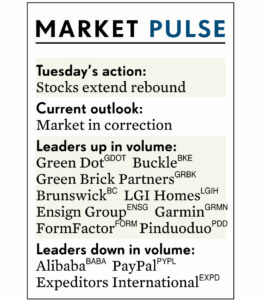 MARKET PULSE
Tuesday's action:
Stocks extend rebound
Current outlook:
Market in correction
Leaders up in volume:
Green Dot GDOT Buckle BKE
Green Brick Partners GRBK
Brunswick BC LGI Homes LGIH
Ensign Group ENSG Garmin GRMN
FormFactor FORM Pinduoduo PDD
Leaders down in volume:
Alibaba BABA PayPal PYPL
Expeditors International EXPD